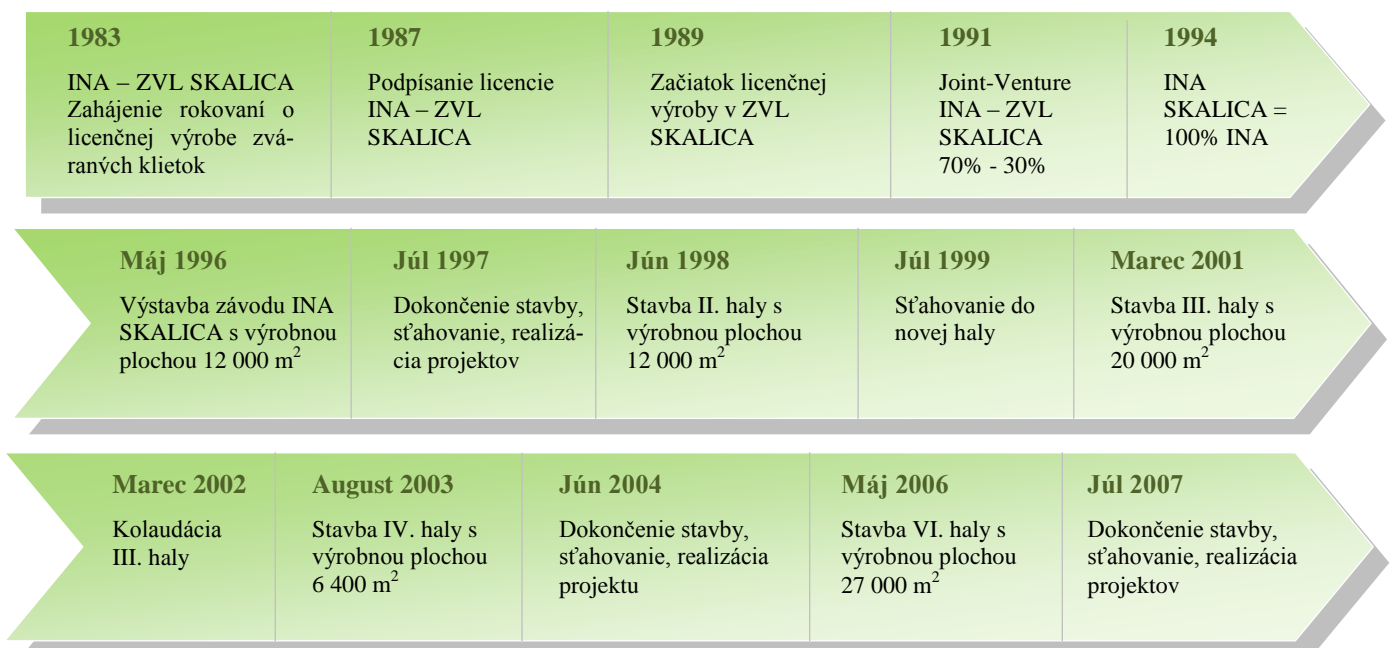 1983
INA – ZVL SKALICA
Zahájenie rokovaní o
licenčnej výrobe zvá-
raných klietok
1987
Podpísanie licencie
INA – ZVL
SKALICA
1989
Začiatok licenčnej
výroby v ZVL
SKALICA
1991
Joint-Venture
INA – ZVL
SKALICA
70% - 30%
1994
INA
SKALICA =
100% INA
Máj 1996
Výstavba závodu INA
SKALICA s výrobnou
plochou 12 000 m²
Júl 1997
Dokončenie stavby,
sťahovanie, realizá-
cia projektov
Jún 1998
Stavba II. haly s
výrobnou plochou
12 000 m²
Júl 1999
Sťahovanie do
novej haly
Marec 2001
Stavba III. haly s
výrobnou plochou
20 000 m²
Marec 2002
Kolaudácia
III. haly
August 2003
Stavba IV. haly s
výrobnou plochou
6 400 m²
Jún 2004
Dokončenie stavby,
sťahovanie, realizácia
projektu
Máj 2006
Stavba VI. haly s
výrobnou plochou
27 000 m²
Júl 2007
Dokončenie stavby,
sťahovanie, realizácia
projektov